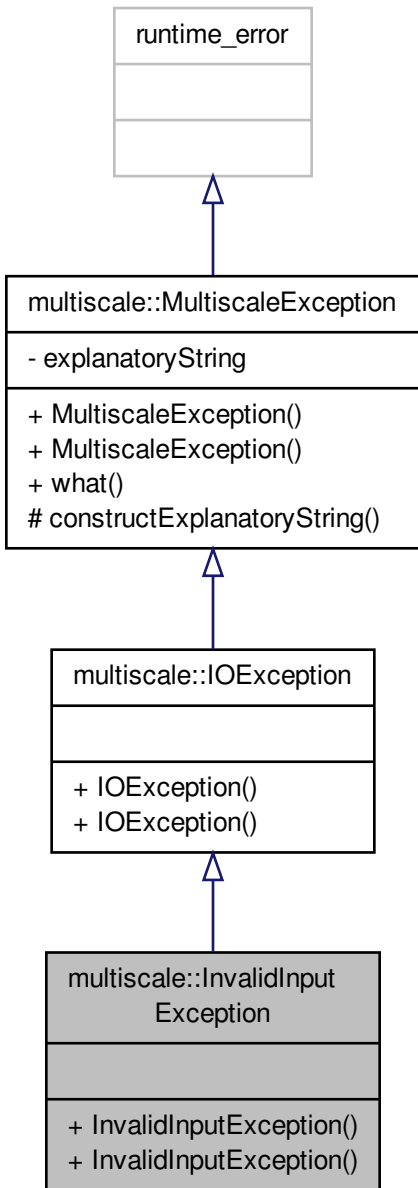 runtime_error
multiscale::MultiscaleException
- explanatoryString
+ MultiscaleException()
+ MultiscaleException()
+ what()
# constructExplanatoryString()
multiscale::IOException
+ IOException()
+ IOException()
multiscale::InvalidInput
Exception
+ InvalidInputException()
+ InvalidInputException()